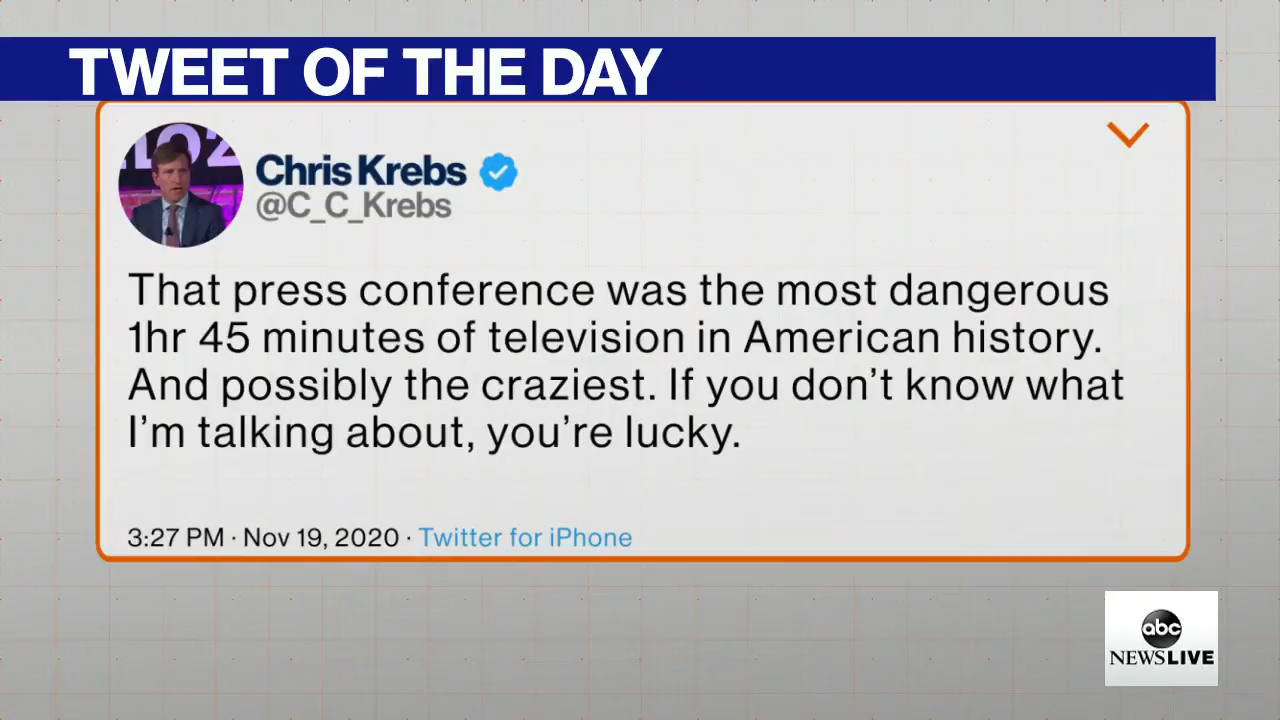 TWEET OF THE DAY
Chris Krebs
@C_C_Krebs
That press conference was the most dangerous
1hr 45 minutes of television in American history.
And possibly the craziest. If you don’t know what
I’m talking about, you’re lucky.
3:27 PM · Nov 19, 2020 · Twitter for iPhone
abc
NEWSLIVE